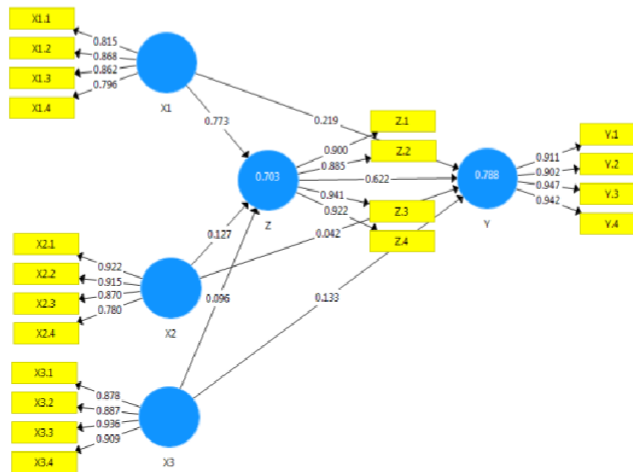 X1.1
X1.2
X1.3
X1.4
0.815
0.868
0.862
0.796
X1
0.773
0.219
Z.1
Z.2
0.900
0.885
0.703
Z
0.622
0.941
0.922
Z.3
Z.4
0.788
Y
0.911
0.902
0.947
0.942
Y.1
Y.2
Y.3
Y.4
X2.1
X2.2
X2.3
X2.4
0.922
0.915
0.870
0.780
X2
0.127
0.042
0.096
0.133
X3.1
X3.2
X3.3
X3.4
0.878
0.887
0.936
0.909
X3